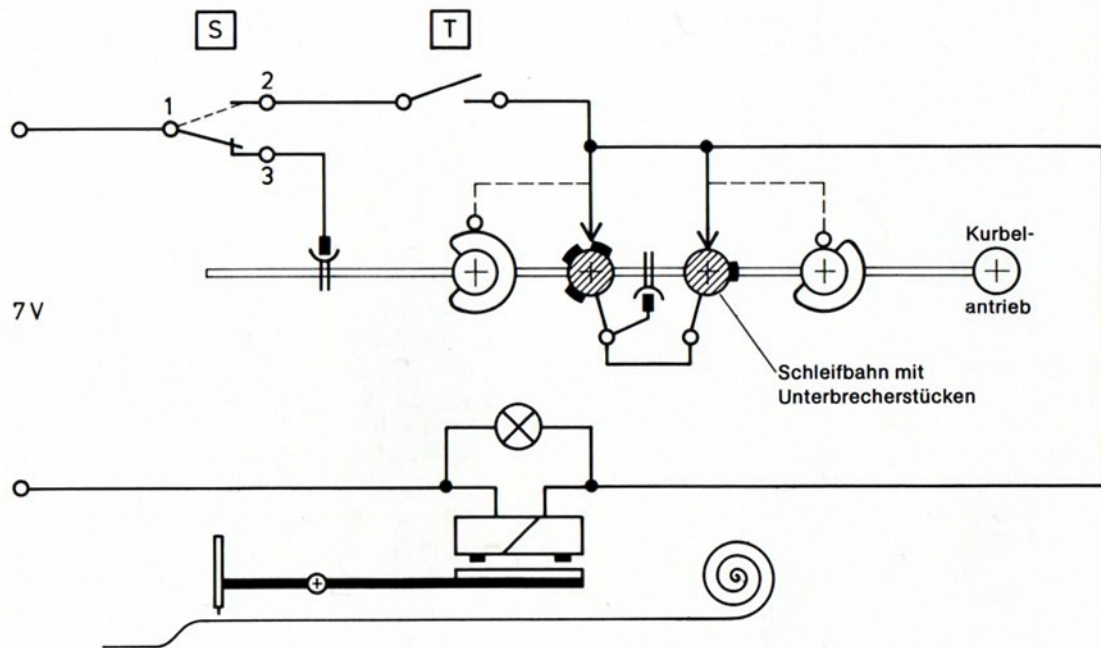 S
T
1
2
3
7 V
Kurbel-
antrieb
Schleifbahn mit
Unterbrecherstücken